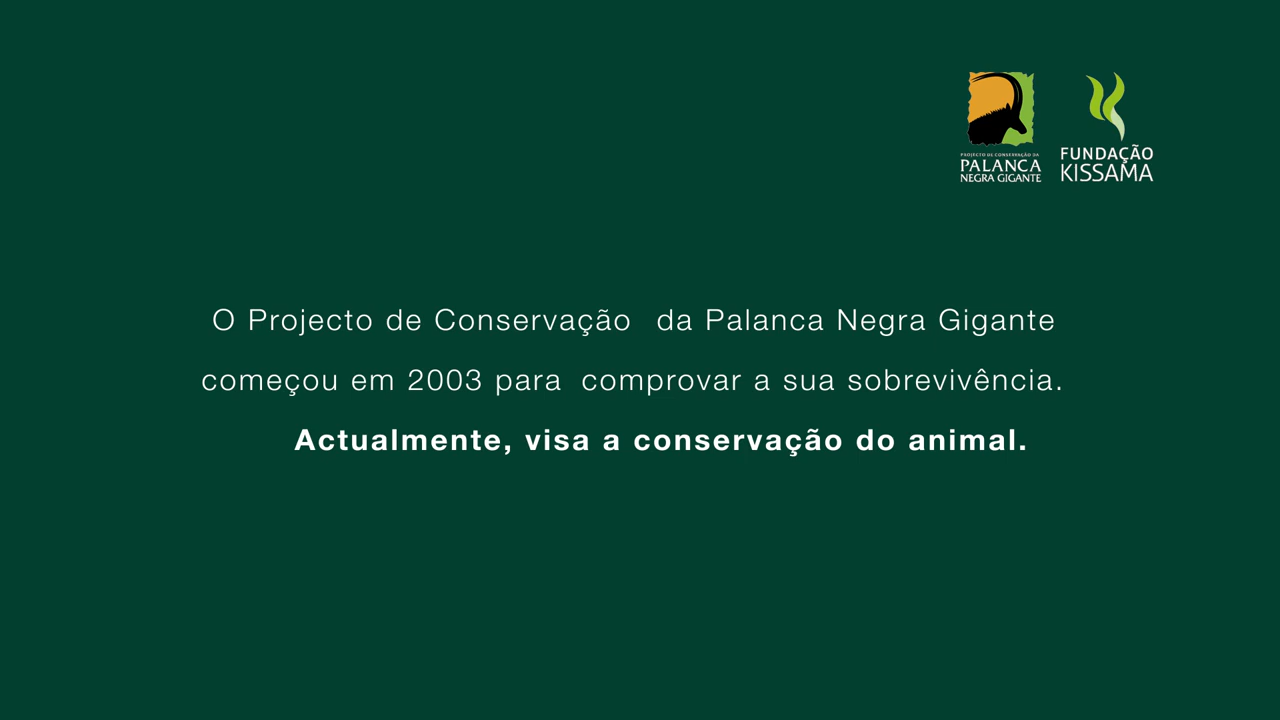 PROJECTO DE CONSERVAÇÃO DA
PALANCA
NEGRA GIGANTE
FUNDAÇÃO
KISSAMA
O Projecto de Conservação da Palanca Negra Gigante
começou em 2003 para comprovar a sua sobrevivência.
Actualmente, visa a conservação do animal.